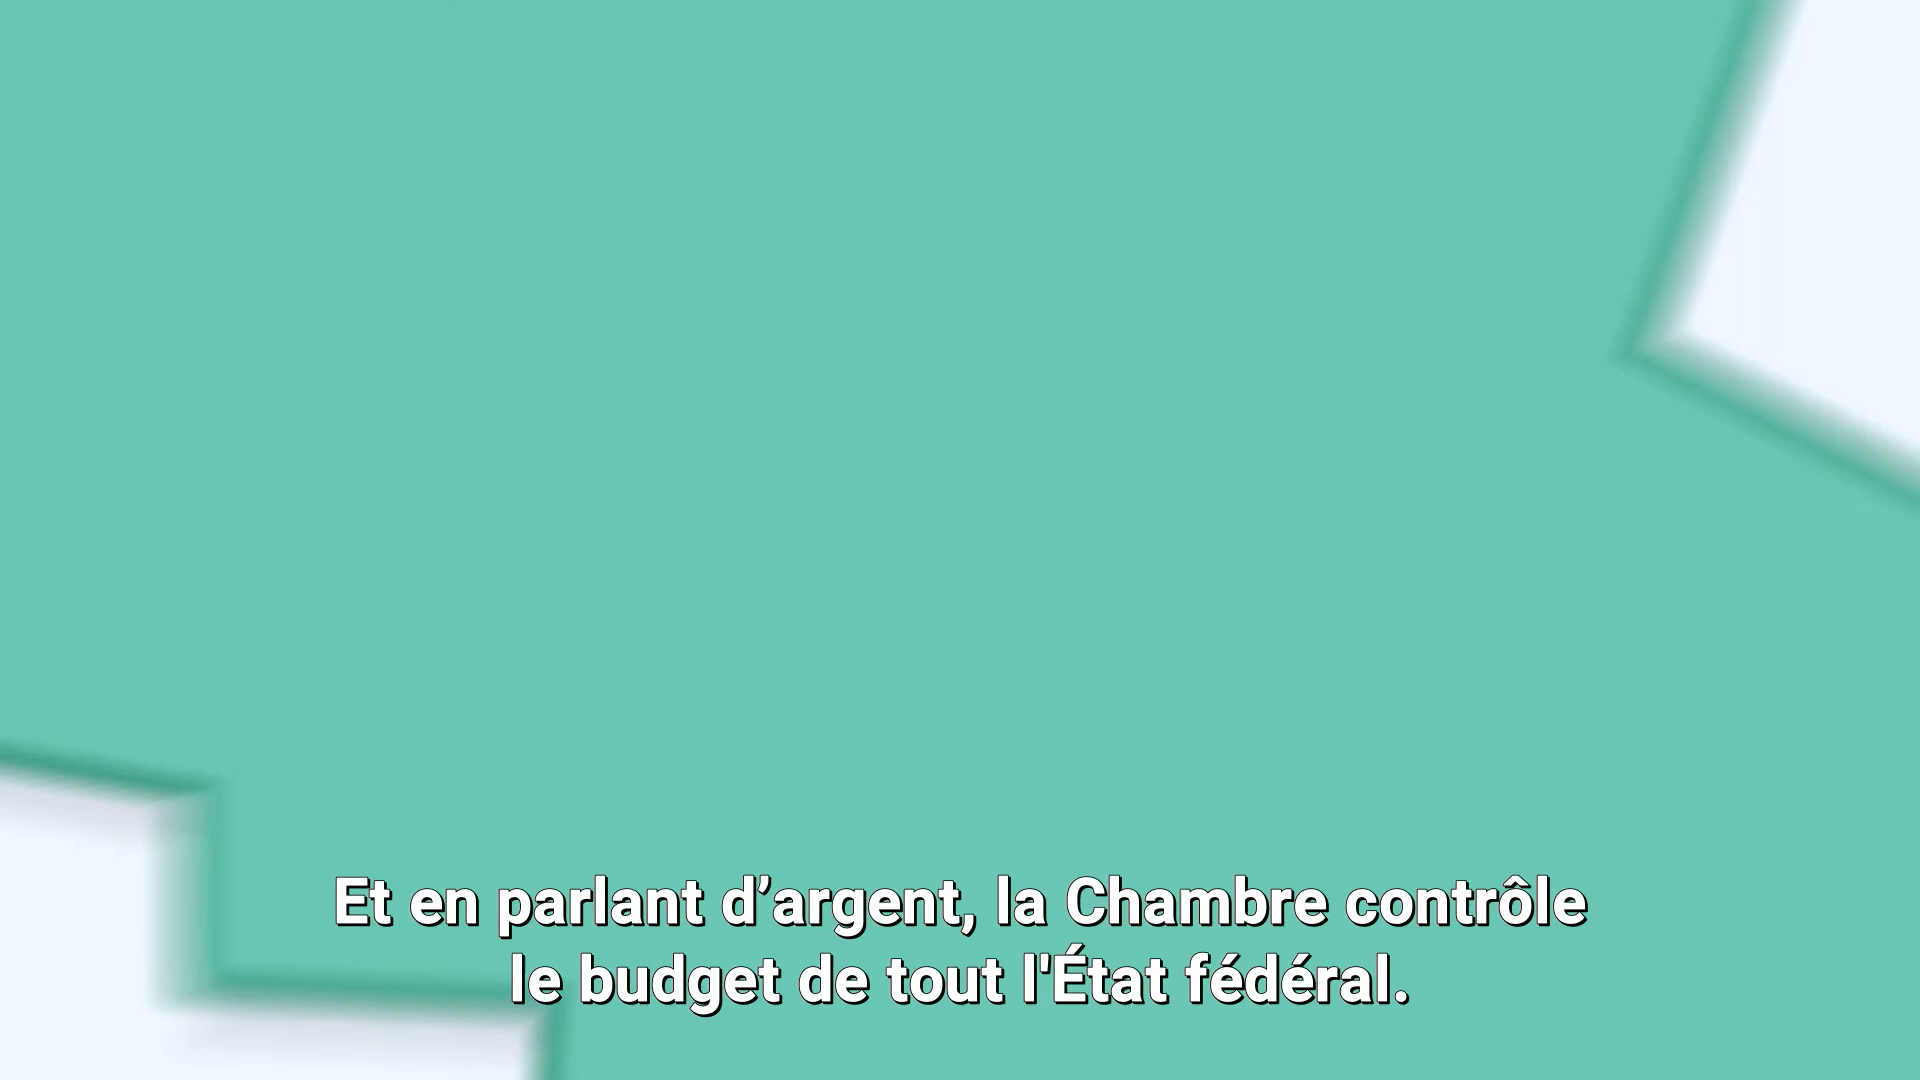 Et en parlant d’argent, la Chambre contrôle
le budget de tout l'État fédéral.